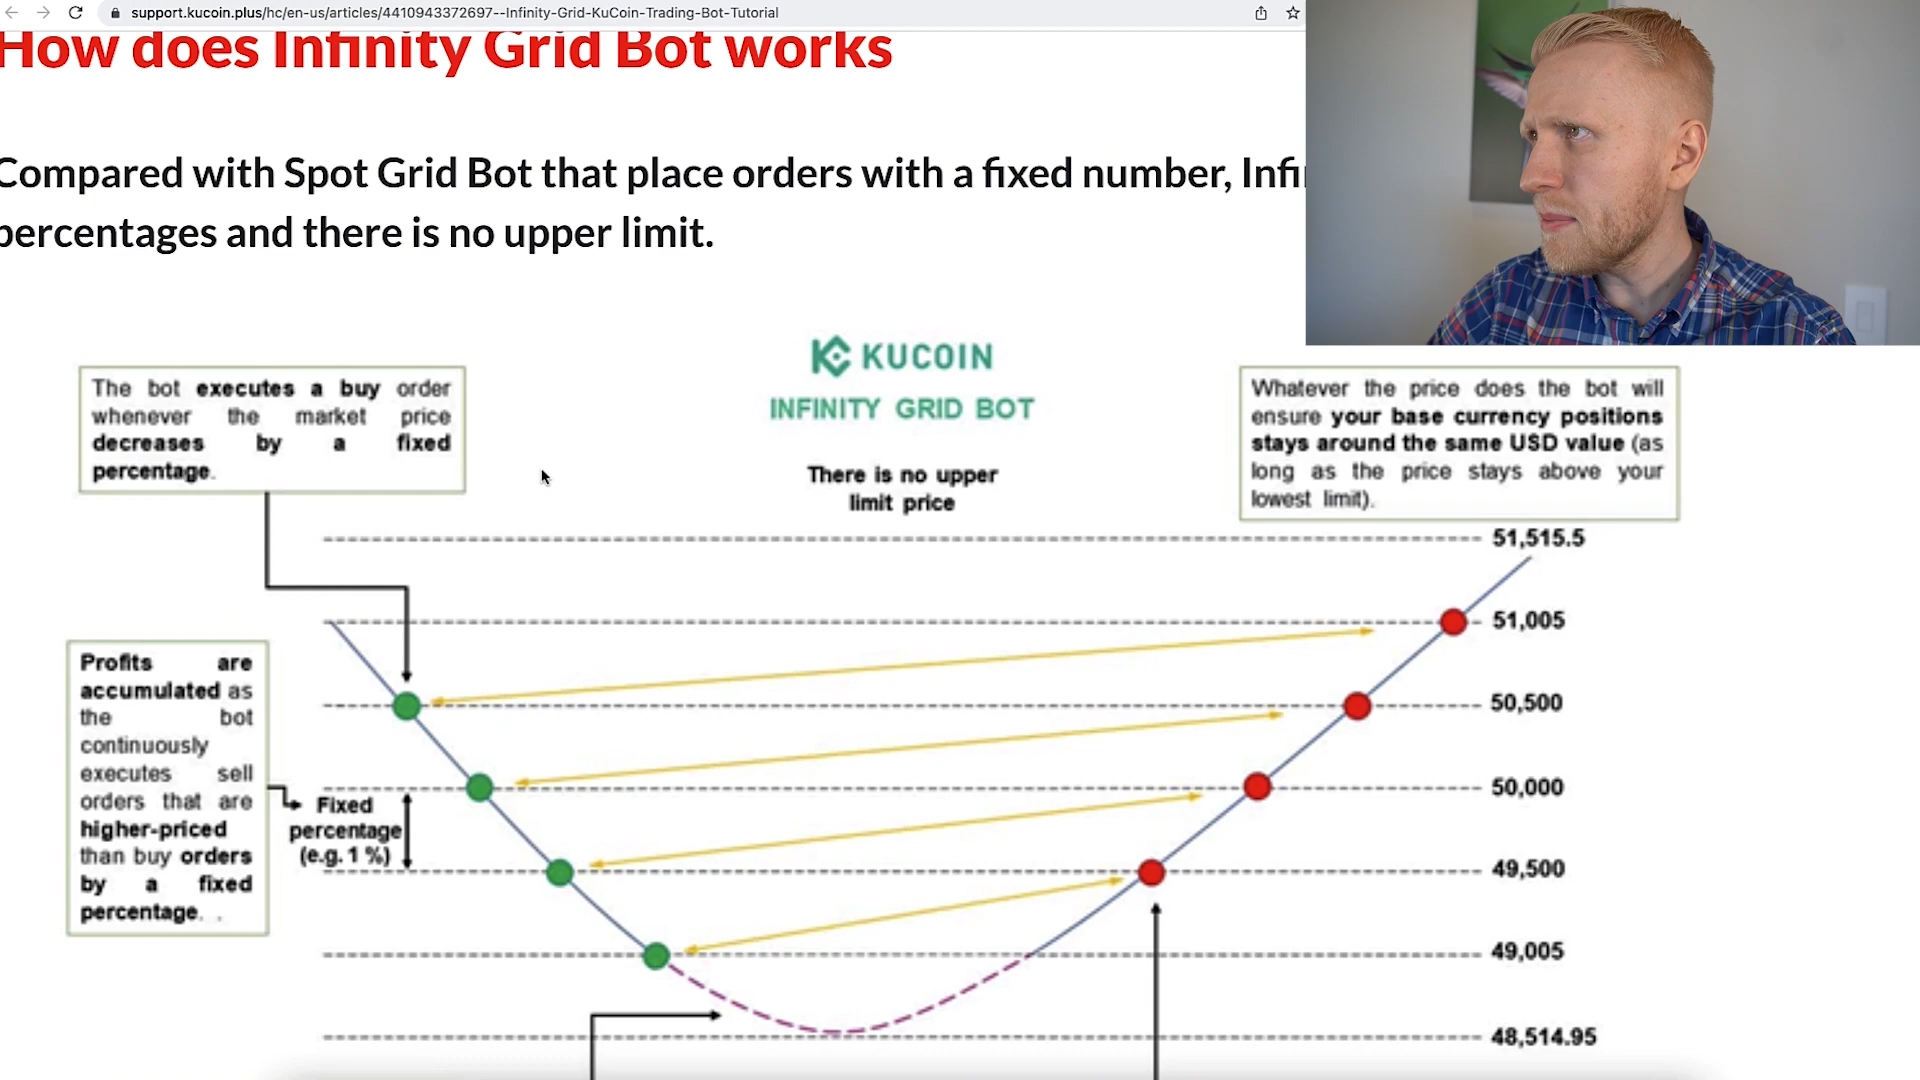 support.kucoin.plus/hc/en-us/articles/4410943372697--Infinity-Grid-KuCoin-Trading-Bot-Tutorial
How does Infinity Grid Bot works
Compared with Spot Grid Bot that place orders with a fixed number,
percentages and there is no upper limit.
KUCOIN
INFINITY GRID BOT
There is no upper
limit price
The bot executes a buy order
whenever the market price
decreases by a fixed
percentage.
Whatever the price does the bot will
ensure your base currency positions
stays around the same USD value (as
long as the price stays above your
lowest limit).
51,515.5
51,005
50,500
50,000
49,500
49,005
48,514.95
Profits are
accumulated as
the bot
continuously
executes sell
orders that are
higher-priced
than buy orders
by a fixed
percentage. .
Fixed
percentage
(e.g. 1 %)